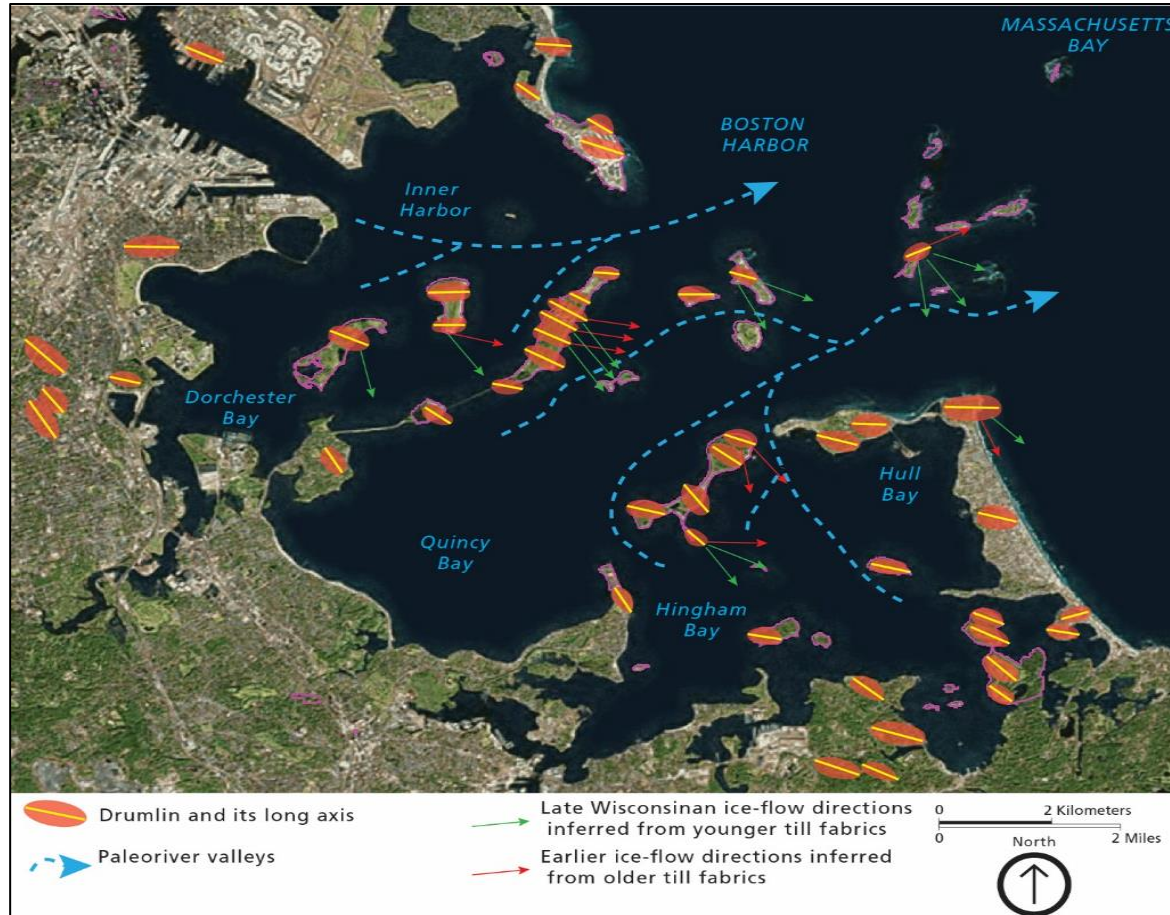 MASSACHUSETTS
BAY
BOSTON
HARBOR
Inner
Harbor
Dorchester
Bay
Hull
Bay
Quincy
Bay
Hingham
Bay
Drumlin and its long axis
Paleoriver valleys
Late Wisconsinan ice-flow directions
inferred from younger till fabrics
Earlier ice-flow directions inferred
from older till fabrics
0 2 Kilometers
0 2 Miles
North